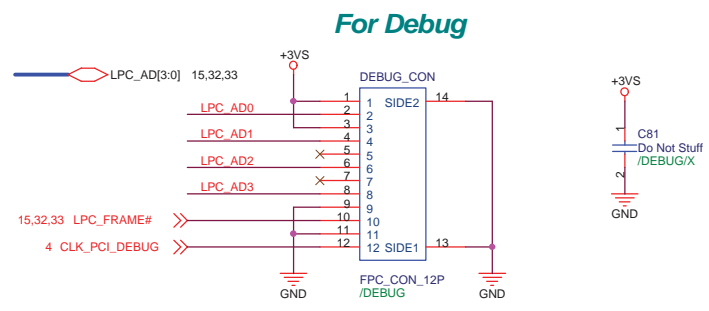 For Debug
+3VS
LPC_AD[3:0] 15,32,33
DEBUG_CON
+3VS
1 1 SIDE2 14
LPC_AD0 2 2
3 3
LPC_AD1 4 4
5 5
LPC_AD2 6 6
7 7
LPC_AD3 8 8
9 9
15,32,33 LPC_FRAME# 10 10
11 11
4 CLK_PCI_DEBUG 12 12 SIDE1 13
GND
FPC_CON_12P
/DEBUG
GND
1
C81
Do Not Stuff
/DEBUG/X
2
GND